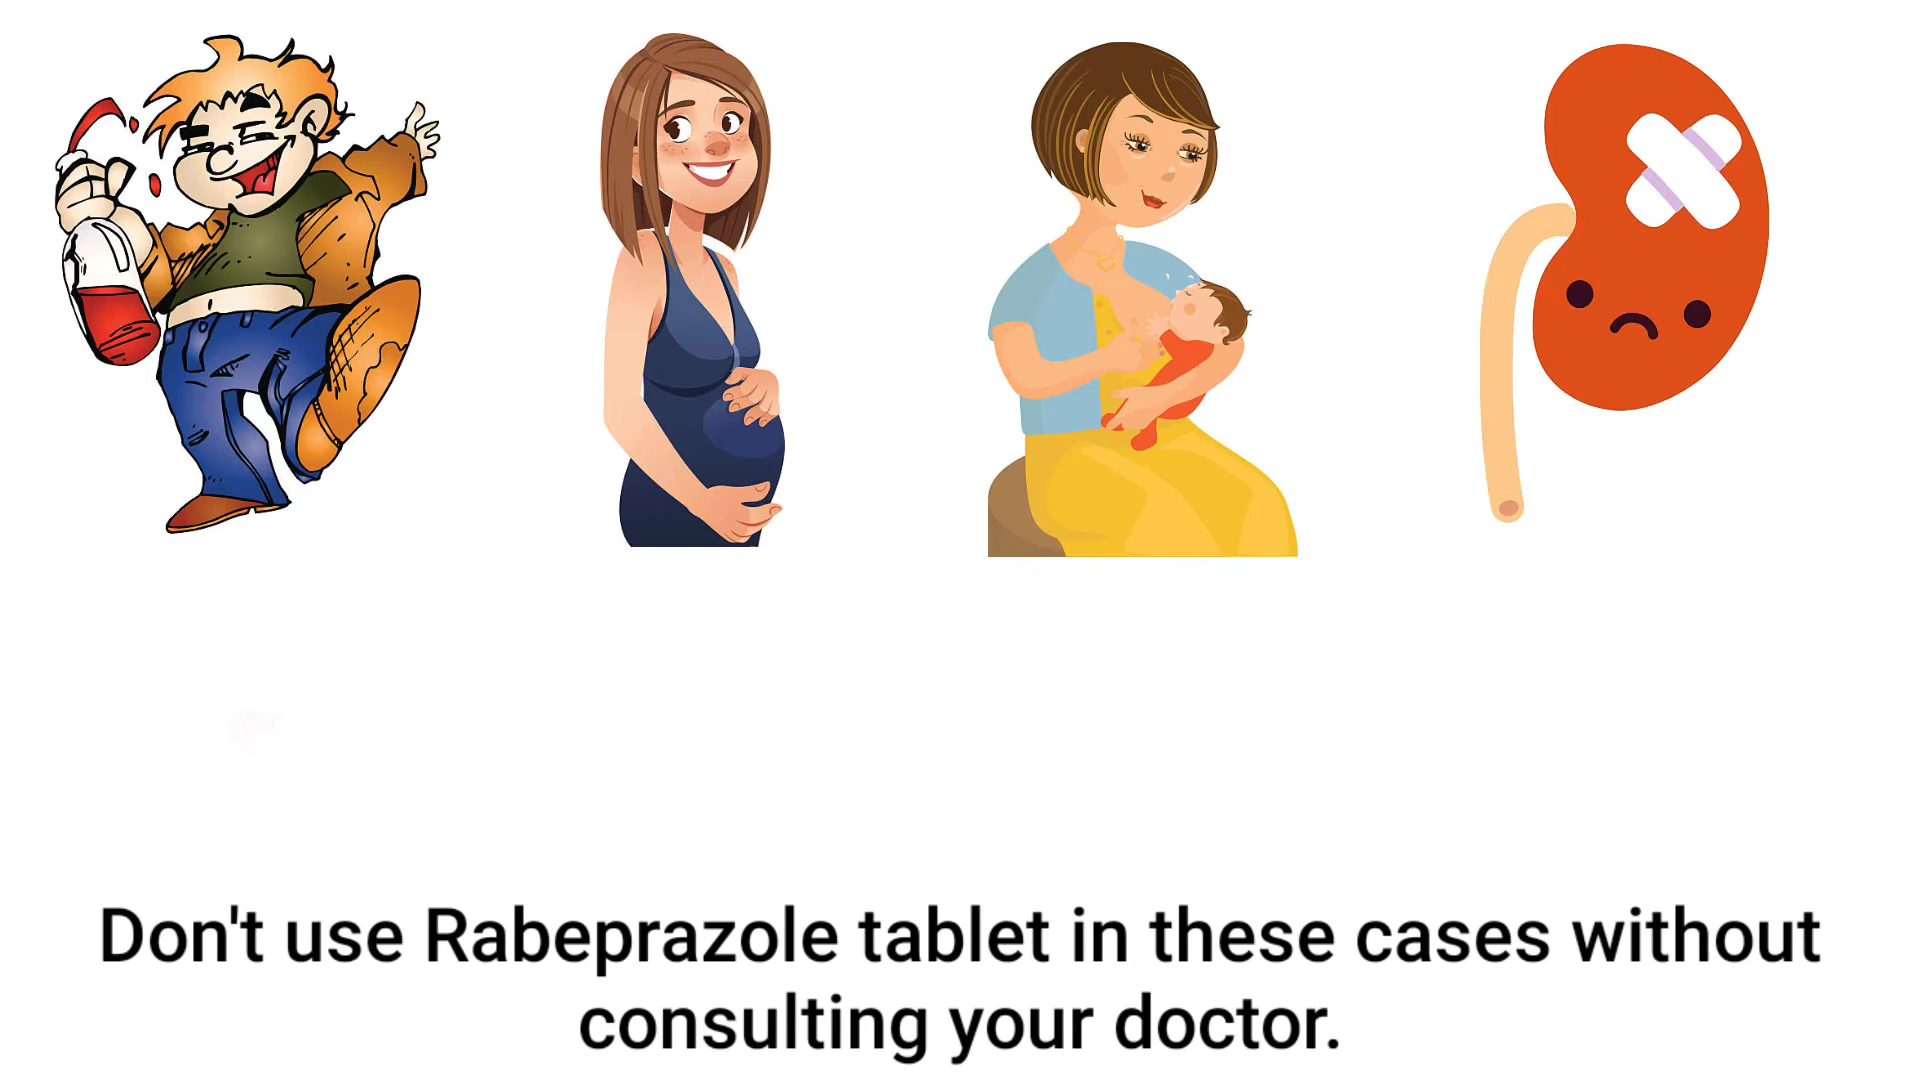 Don't use Rabeprazole tablet in these cases without
consulting your doctor.